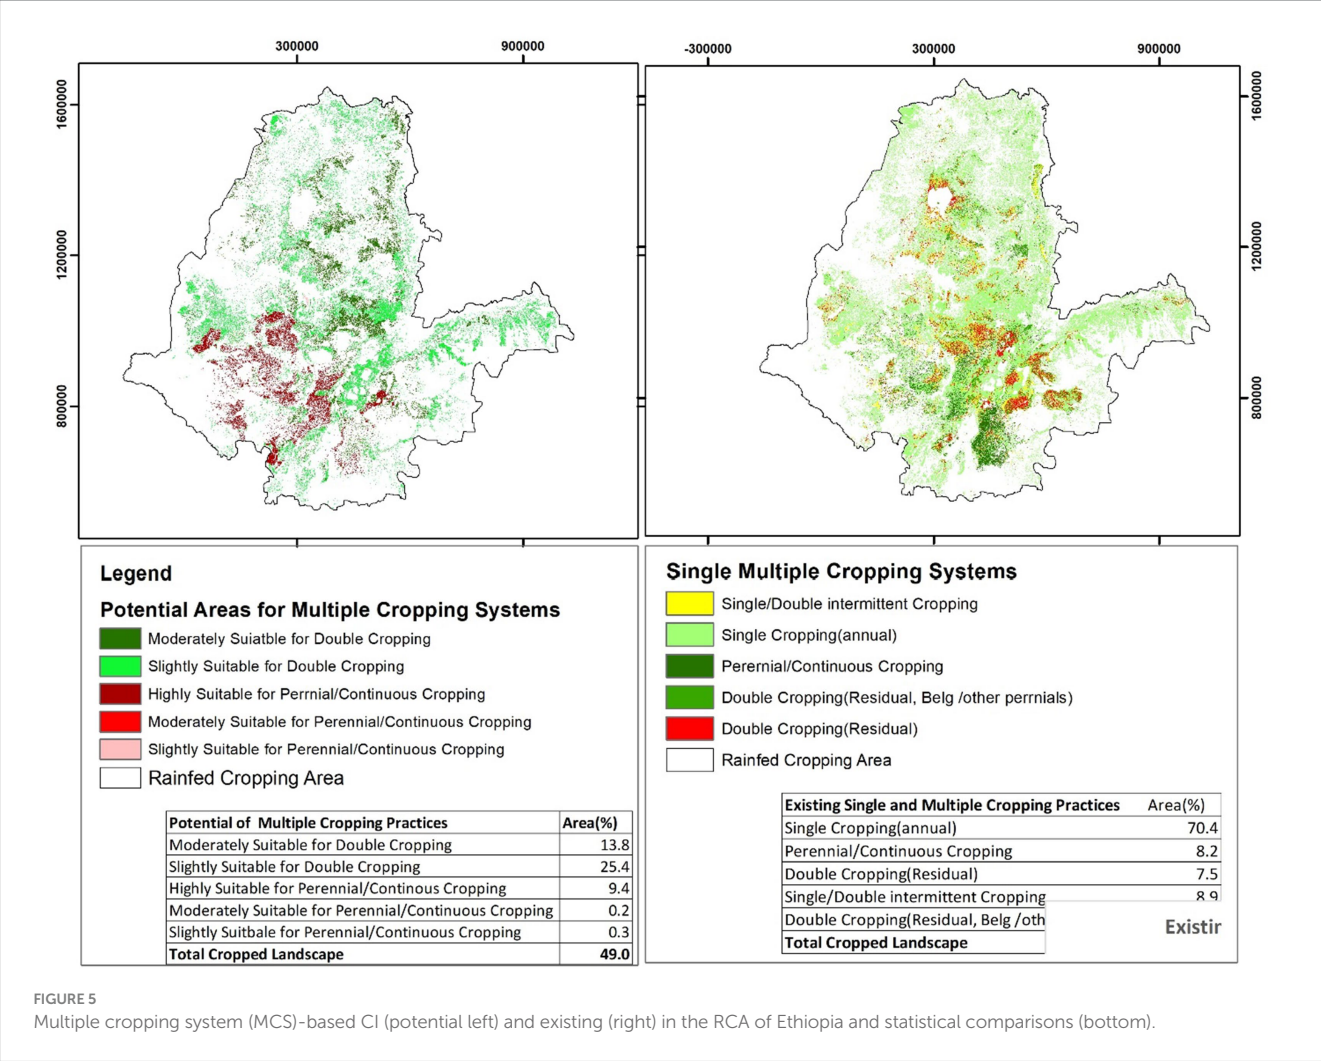 300000 900000
-300000 300000 900000
1600000
1200000
800000
1600000
1200000
800000
Legend
Potential Areas for Multiple Cropping Systems
Moderately Suiatble for Double Cropping
Slightly Suitable for Double Cropping
Highly Suitable for Perrnial/Continuous Cropping
Moderately Suitable for Perennial/Continuous Cropping
Slightly Suitable for Perennial/Continuous Cropping
Rainfed Cropping Area
Potential of Multiple Cropping Practices Area(%)
Moderately Suitable for Double Cropping 13.8
Slightly Suitable for Double Cropping 25.4
Highly Suitable for Perennial/Continous Cropping 9.4
Moderately Suitable for Perennial/Continuous Cropping 0.2
Slightly Suitbale for Perennial/Continuous Cropping 0.3
Total Cropped Landscape 49.0
Single Multiple Cropping Systems
Single/Double intermittent Cropping
Single Cropping(annual)
Perernial/Continuous Cropping
Double Cropping(Residual, Belg /other perrnials)
Double Cropping(Residual)
Rainfed Cropping Area
Existing Single and Multiple Cropping Practices Area(%)
Single Cropping(annual) 70.4
Perennial/Continuous Cropping 8.2
Double Cropping(Residual) 7.5
Single/Double intermittent Cropping 8.9
Double Cropping(Residual, Belg /oth
Total Cropped Landscape
Existir
FIGURE 5
Multiple cropping system (MCS)-based CI (potential left) and existing (right) in the RCA of Ethiopia and statistical comparisons (bottom).